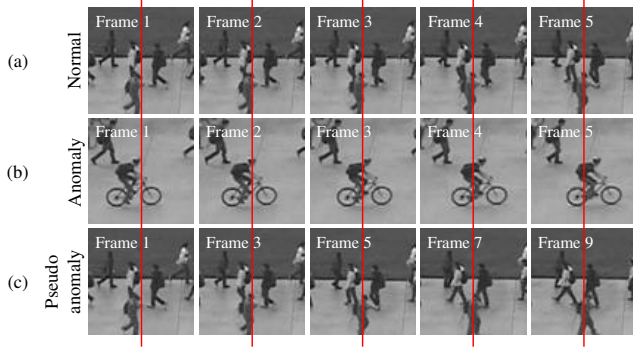 (a)
Normal
Frame 1
Frame 2
Frame 3
Frame 4
Frame 5
(b)
Anomaly
Frame 1
Frame 2
Frame 3
Frame 4
Frame 5
(c)
Pseudo
anomaly
Frame 1
Frame 3
Frame 5
Frame 7
Frame 9